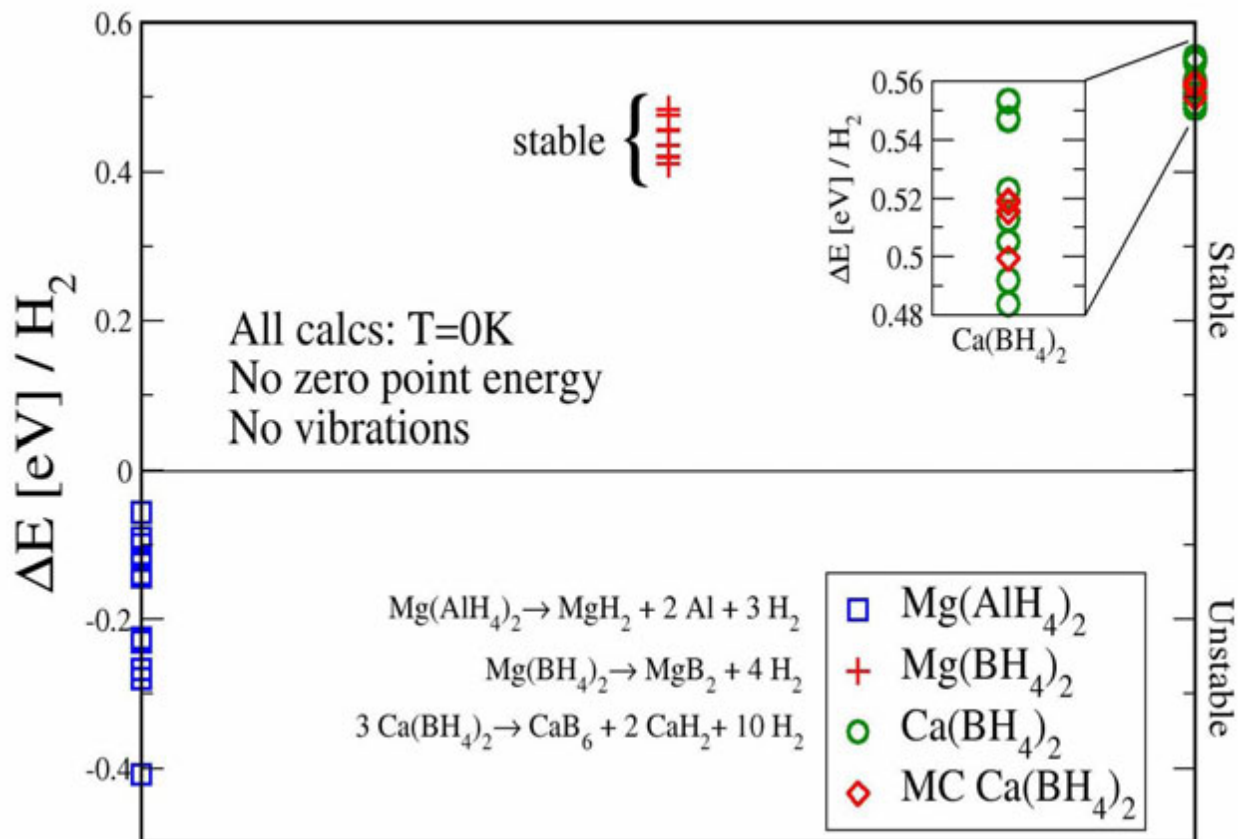 0.6
0.4
0.2
0
-0.2
-0.4
ΔE [eV] / H₂
stable
All calcs: T=0K
No zero point energy
No vibrations
0.56
0.54
0.52
0.5
0.48
ΔE [eV] / H₂
Ca(BH₄)₂
Stable
Unstable
Mg(AlH₄)₂→ MgH₂ + 2 Al + 3 H₂
Mg(BH₄)₂→ MgB₂ + 4 H₂
3 Ca(BH₄)₂→ CaB₆ + 2 CaH₂+ 10 H₂
Mg(AlH₄)₂
Mg(BH₄)₂
Ca(BH₄)₂
MC Ca(BH₄)₂